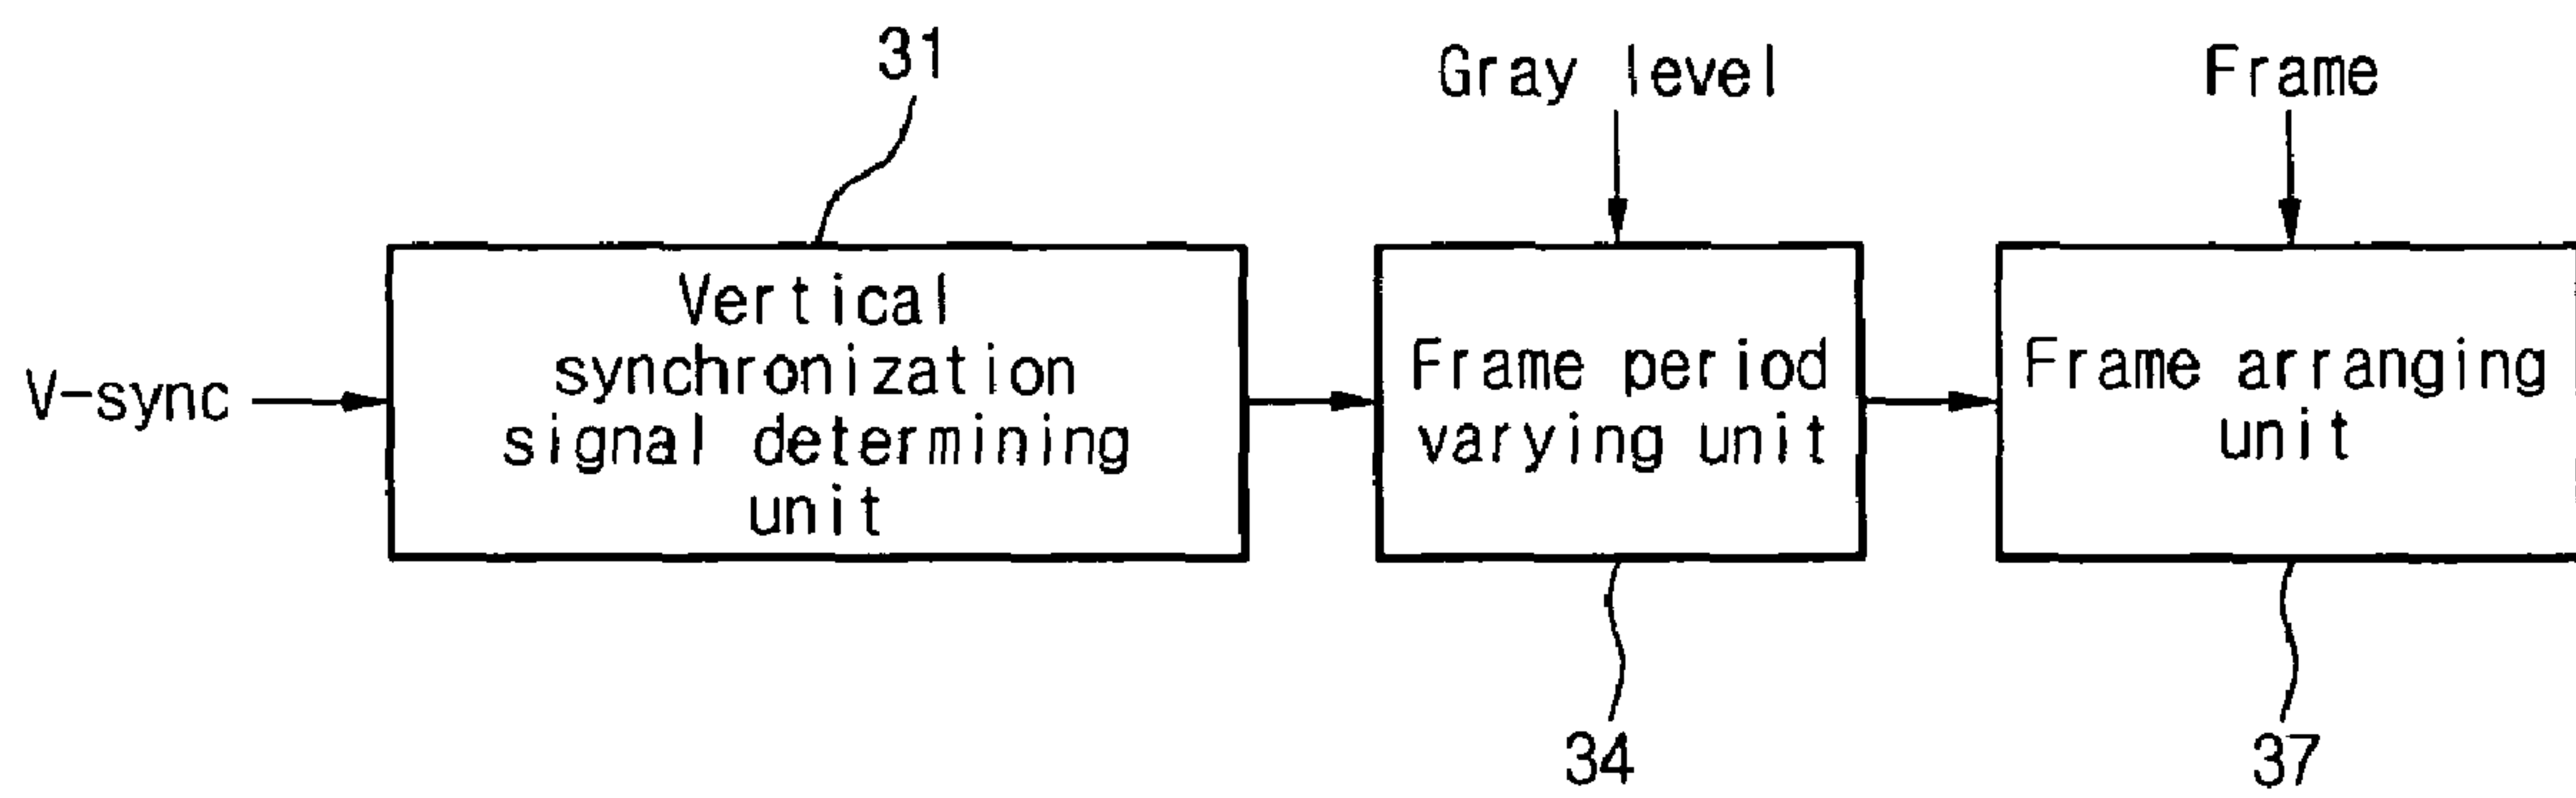 31
Gray level
Frame
V-sync
Vertical
synchronization
signal determining
unit
Frame period
varying unit
Frame arranging
unit
34
37